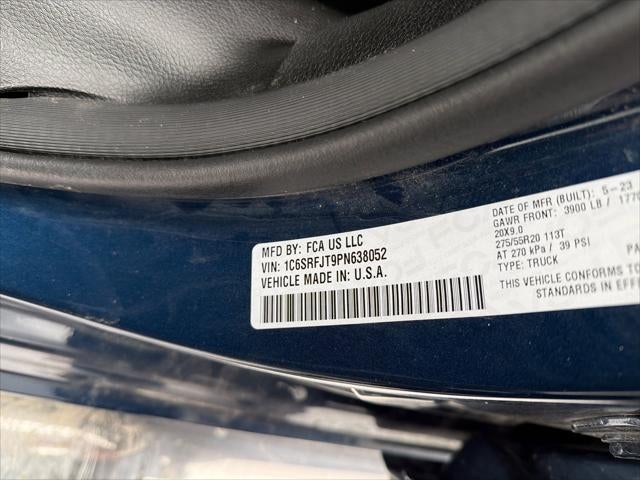 MFD BY: FCA US LLC
VIN: 1C6SRFJT9PN638052
VEHICLE MADE IN: U.S.A.
DATE OF MFR (BUILT): 5-23
GAWR FRONT: 3900 LB / 1770
20X9.0
275/55R20 113T
AT 270 kPa / 39 PSI
TYPE: TRUCK
THIS VEHICLE CONFORMS TO
STANDARDS IN EFF